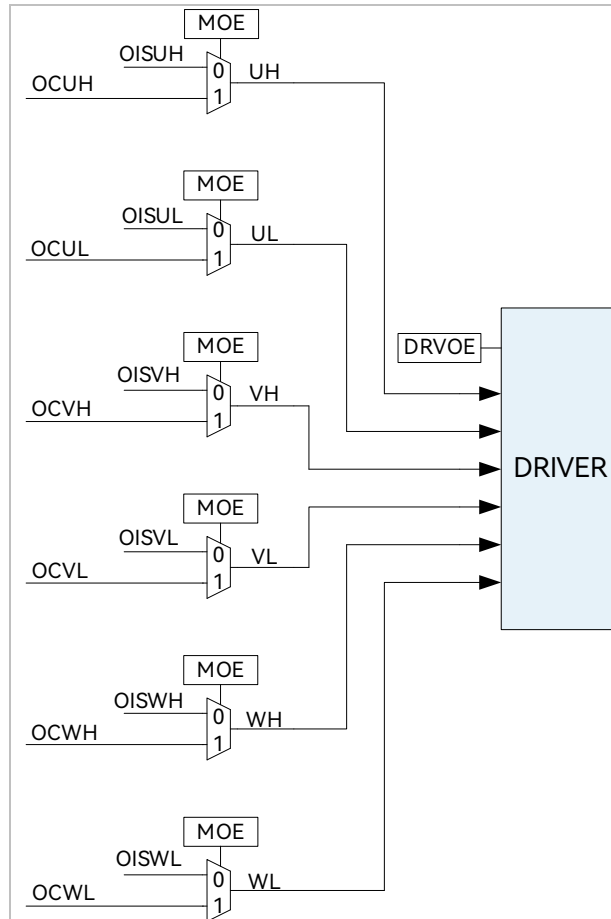 MOE
OISUH
0
UH
OCUH
1
MOE
OISUL
0
UL
OCUL
1
MOE
DRVOE
OISVH
0
VH
OCVH
1
DRIVER
MOE
OISVL
0
VL
OCVL
1
MOE
OISWH
0
WH
OCWH
1
MOE
OISWL
0
WL
OCWL
1